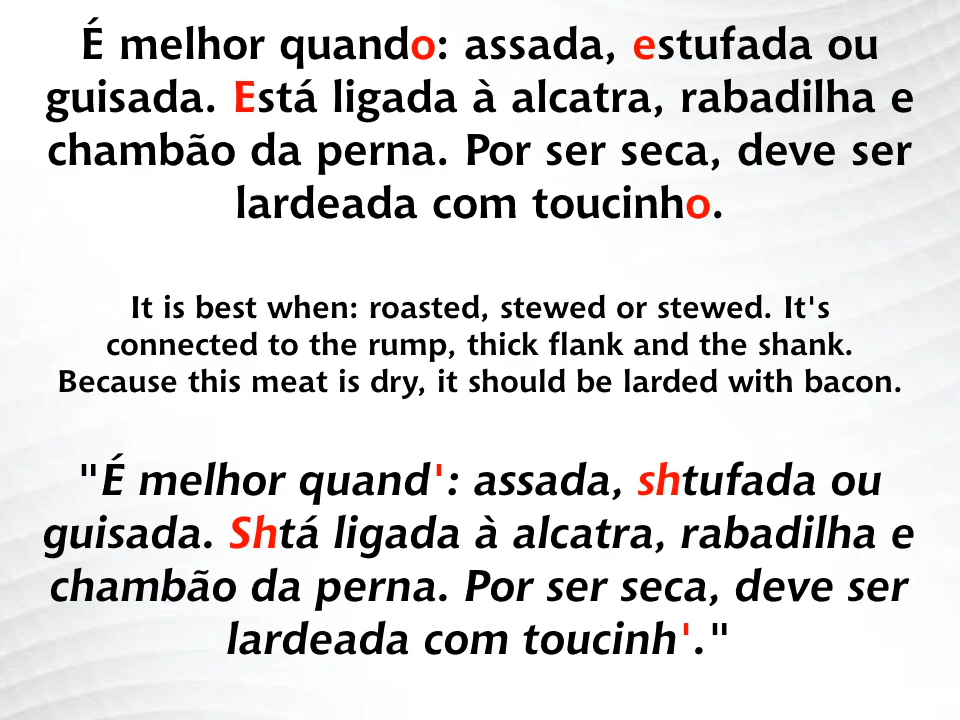 É melhor quando: assada, estufada ou
guisada. Está ligada à alcatra, rabadilha e
chambão da perna. Por ser seca, deve ser
lardeada com toucinho.
It is best when: roasted, stewed or stewed. It's
connected to the rump, thick flank and the shank.
Because this meat is dry, it should be larded with bacon.
"É melhor quand': assada, shtufada ou
guisada. Shtá ligada à alcatra, rabadilha e
chambão da perna. Por ser seca, deve ser
lardeada com toucinh'."